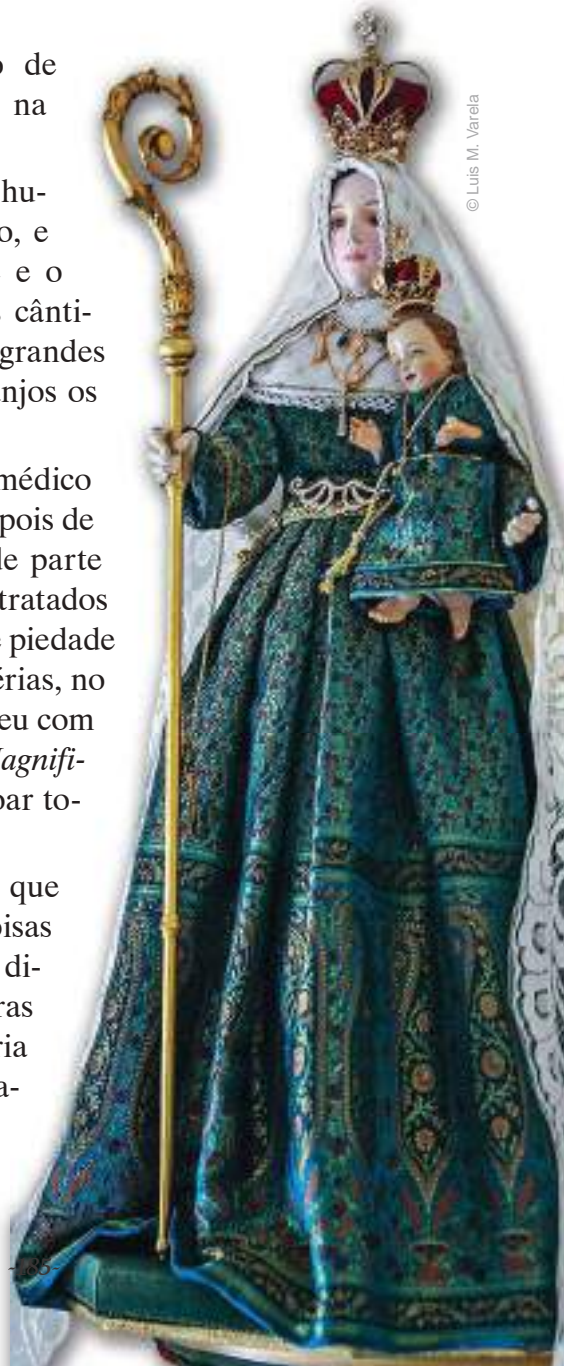 o de
na
hu-
o, e
e o
cânti-
grandes
anjos os
médico
pois de
de parte
tratados
piedade
érias, no
eu com
Magnifi-
par to-
que
oisas
di-
ras
ria
a-
© Luis M. Varela